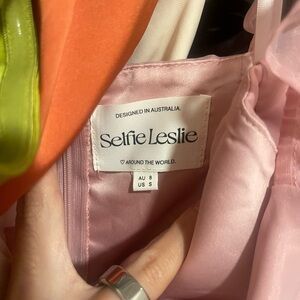 DESIGNED IN AUSTRALIA.
Selfie Leslie
♡ AROUND THE WORLD.
AU 8
US S